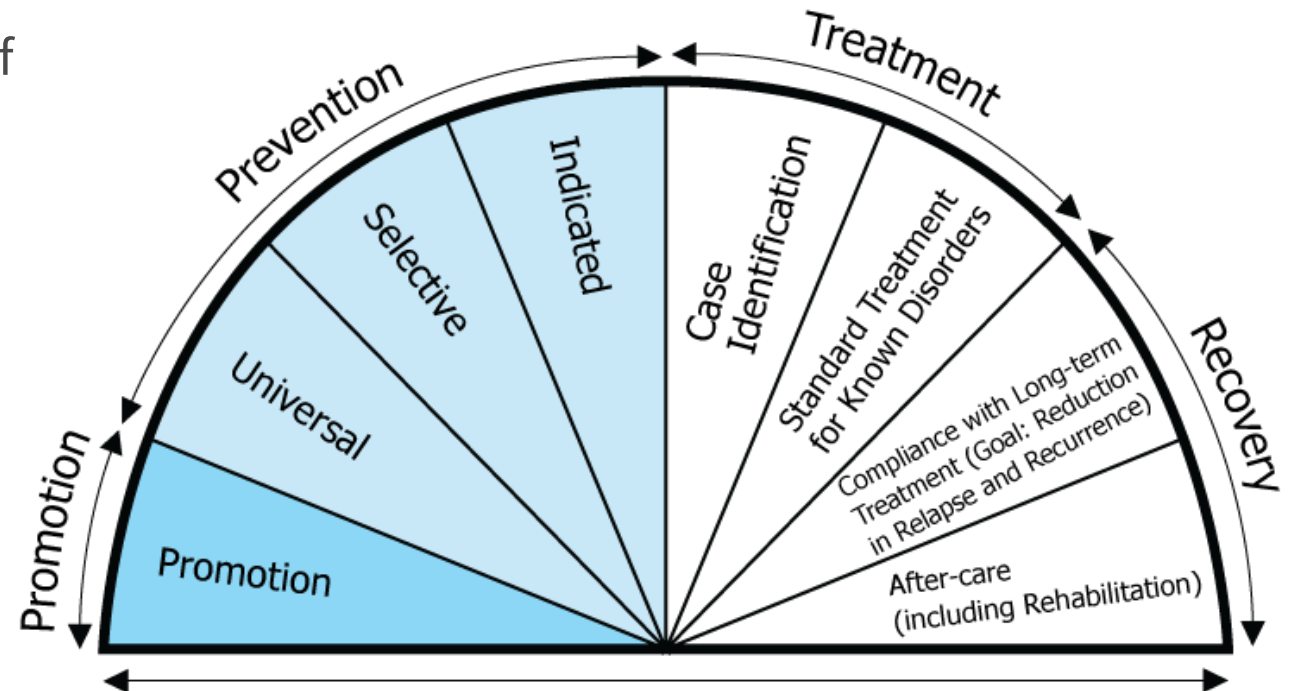 f
Promotion
Prevention
Treatment
Recovery
Promotion
Universal
Selective
Indicated
Case
Identification
Standard Treatment
for Known Disorders
Compliance with Long-term
Treatment (Goal: Reduction
in Relapse and Recurrence)
After-care
(including Rehabilitation)